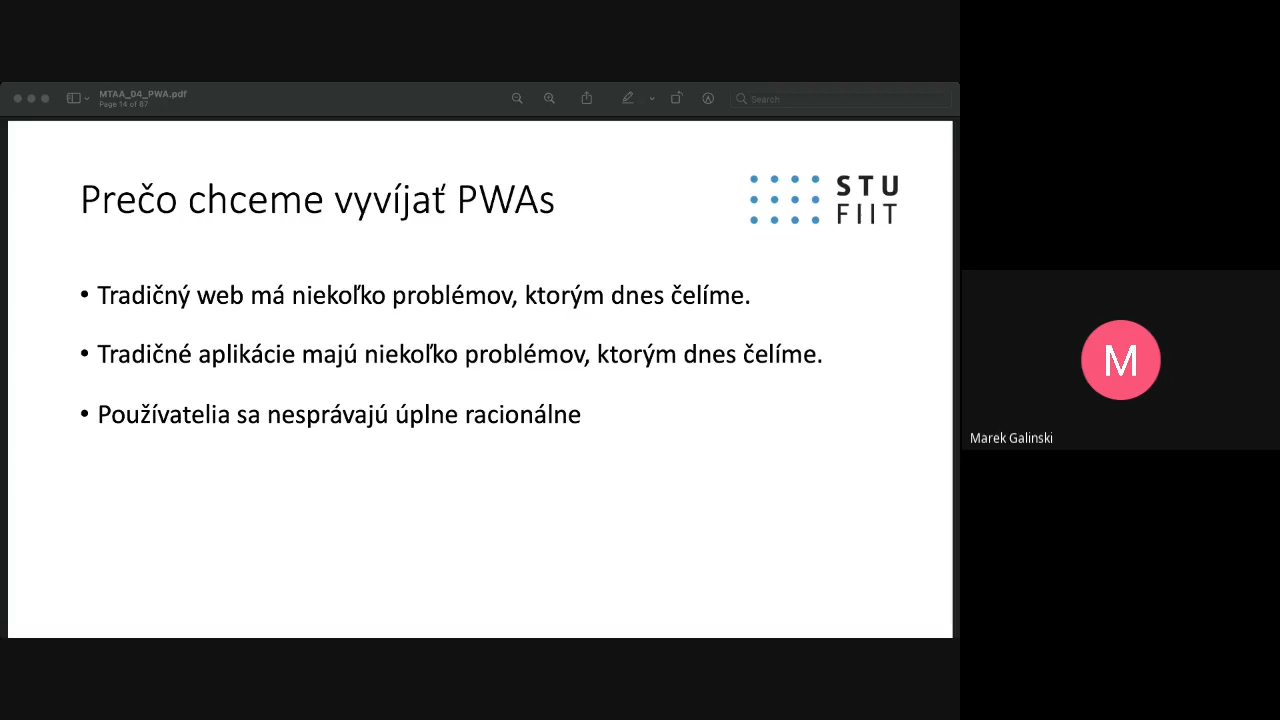 MTAA_04_PWA.pdf
Page 14 of 87
Search
Prečo chceme vyvíjať PWAs
STU
FIIT
• Tradičný web má niekoľko problémov, ktorým dnes čelíme.
• Tradičné aplikácie majú niekoľko problémov, ktorým dnes čelíme.
• Používatelia sa nesprávajú úplne racionálne
M
Marek Galinski